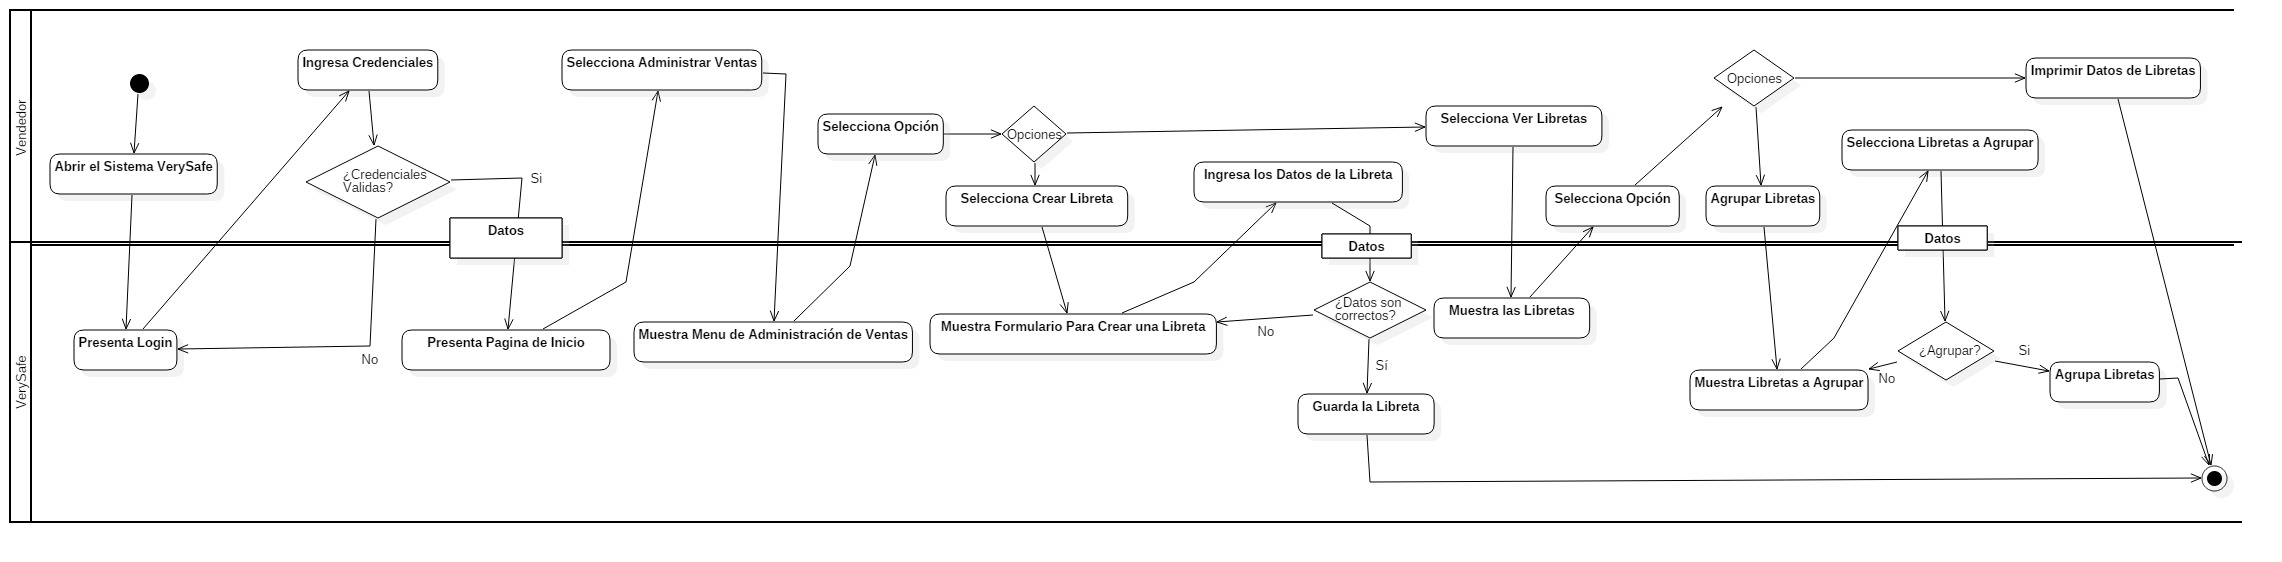 Vendedor
Ingresa Credenciales
Selecciona Administrar Ventas
Opciones
Imprimir Datos de Libretas
Selecciona Opción
Opciones
Selecciona Ver Libretas
Selecciona Libretas a Agrupar
Abrir el Sistema VerySafe
¿Credenciales
Validas?
Si
Ingresa los Datos de la Libreta
Selecciona Crear Libreta
Selecciona Opción
Agrupar Libretas
Datos
Datos
Datos
VerySafe
Presenta Login
No
Presenta Pagina de Inicio
Muestra Menu de Administración de Ventas
Muestra Formulario Para Crear una Libreta
No
¿Datos son
correctos?
Muestra las Libretas
Sí
Guarda la Libreta
Muestra Libretas a Agrupar
No
¿Agrupar?
Si
Agrupa Libretas